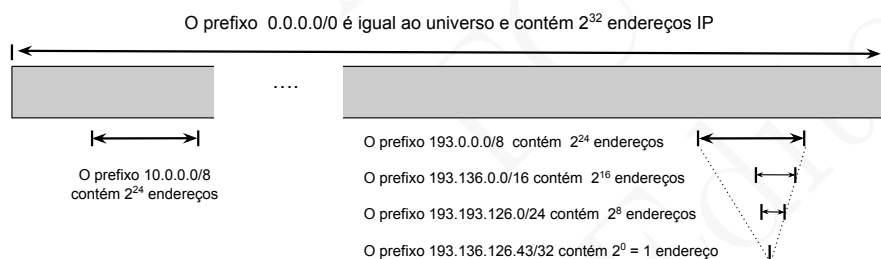 O prefixo 0.0.0.0/0 é igual ao universo e contém 2³² endereços IP
....
O prefixo 10.0.0.0/8
contém 2²⁴ endereços
O prefixo 193.0.0.0/8 contém 2²⁴ endereços
O prefixo 193.136.0.0/16 contém 2¹⁶ endereços
O prefixo 193.193.126.0/24 contém 2⁸ endereços
O prefixo 193.136.126.43/32 contém 2⁰ = 1 endereço